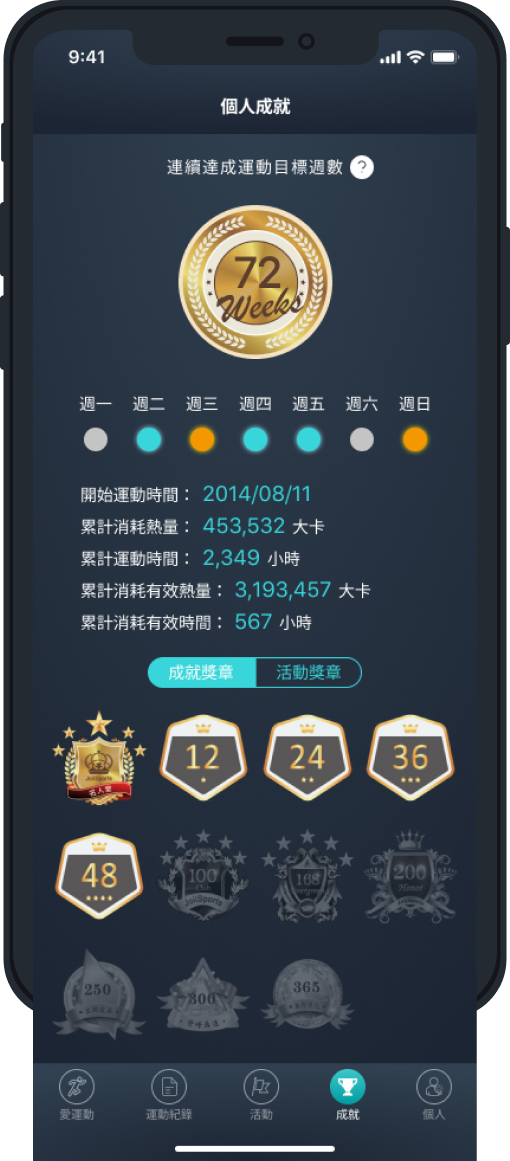 9:41
個人成就
連續達成運動目標週數 ?
72
Weeks
週一 週二 週三 週四 週五 週六 週日
開始運動時間： 2014/08/11
累計消耗熱量： 453,532 大卡
累計運動時間： 2,349 小時
累計消耗有效熱量： 3,193,457 大卡
累計消耗有效時間： 567 小時
成就獎章 活動獎章
JoiiSports
名人堂
12 24 36
48
100
JoiiSports
168
200
Honor
250
300
365
愛運動 運動紀錄 活動 成就 個人